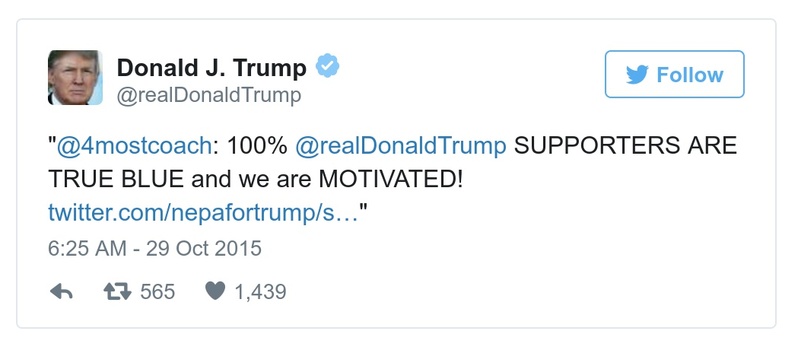 Donald J. Trump
@realDonaldTrump
Follow
"@4mostcoach: 100% @realDonaldTrump SUPPORTERS ARE
TRUE BLUE and we are MOTIVATED!
twitter.com/nepafortrump/s…"
6:25 AM - 29 Oct 2015
565 1,439